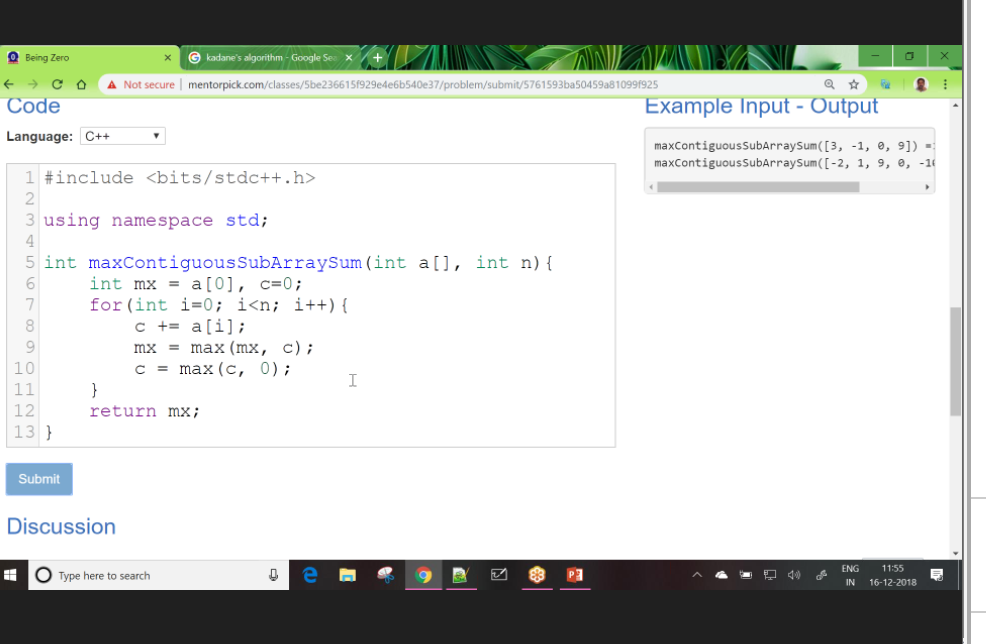 Being Zero
kadane's algorithm - Google Sea
Not secure | mentorpick.com/classes/5be236615f929e4e6b540e37/problem/submit/5761593ba50459a81099f925
Code
Language: C++
1 #include <bits/stdc++.h>
2
3 using namespace std;
4
5 int maxContiguousSubArraySum(int a[], int n){
6 int mx = a[0], c=0;
7 for(int i=0; i<n; i++){
8 c += a[i];
9 mx = max(mx, c);
10 c = max(c, 0);
11 }
12 return mx;
13 }
Submit
Discussion
Example Input - Output
maxContiguousSubArraySum([3, -1, 0, 9]) =
maxContiguousSubArraySum([-2, 1, 9, 0, -1
Type here to search
ENG
IN
11:55
16-12-2018